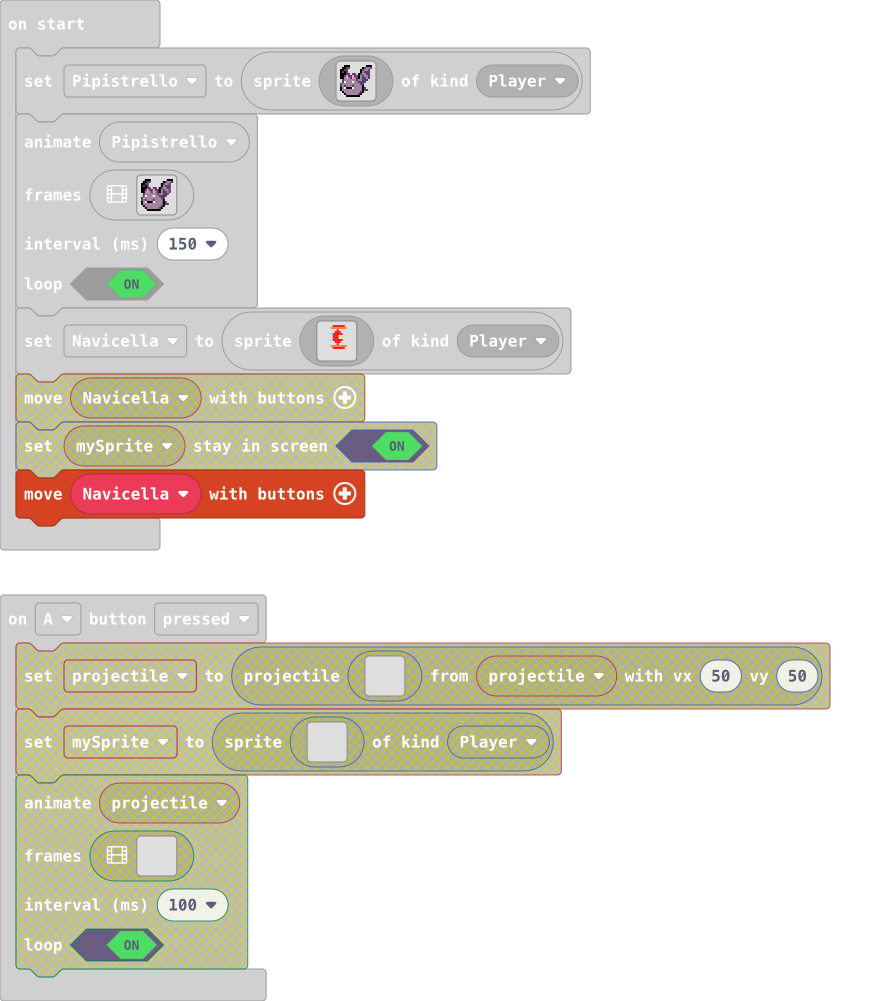 on start
set Pipistrello to sprite of kind Player
animate Pipistrello
frames
interval (ms) 150
loop ON
set Navicella to sprite of kind Player
move Navicella with buttons
set mySprite stay in screen ON
move Navicella with buttons
on A button pressed
set projectile to projectile from projectile with vx 50 vy 50
set mySprite to sprite of kind Player
animate projectile
frames
interval (ms) 100
loop ON